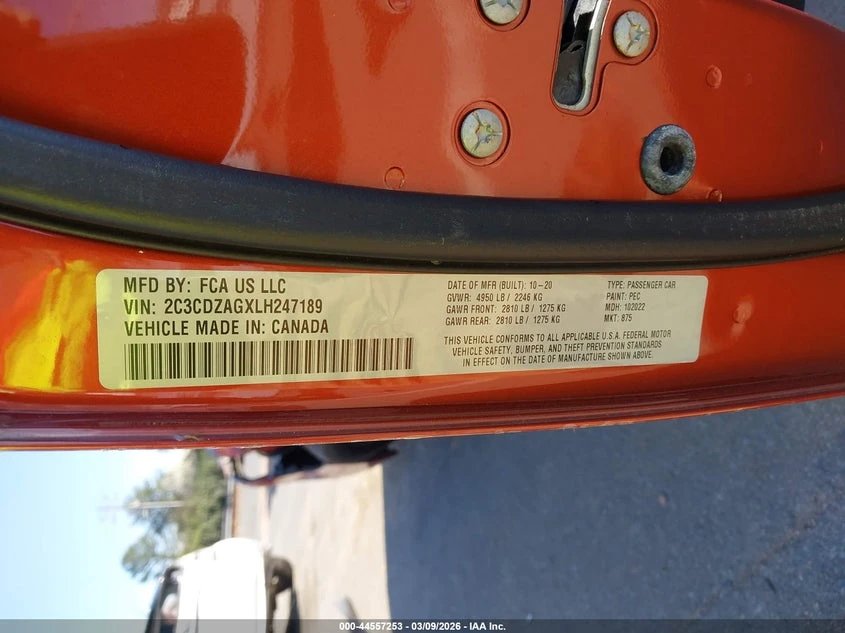 MFD BY: FCA US LLC
VIN: 2C3CDZAGXLH247189
VEHICLE MADE IN: CANADA
DATE OF MFR (BUILT): 10-20
GVWR: 4950 LB / 2246 KG
GAWR FRONT: 2810 LB / 1275 KG
GAWR REAR: 2810 LB / 1275 KG
TYPE: PASSENGER CAR
PAINT: PEC
MDH: 102022
MKT: 875
THIS VEHICLE CONFORMS TO ALL APPLICABLE U.S.A. FEDERAL MOTOR
VEHICLE SAFETY, BUMPER, AND THEFT PREVENTION STANDARDS
IN EFFECT ON THE DATE OF MANUFACTURE SHOWN ABOVE.
000-44557253 - 03/09/2026 - IAA Inc.